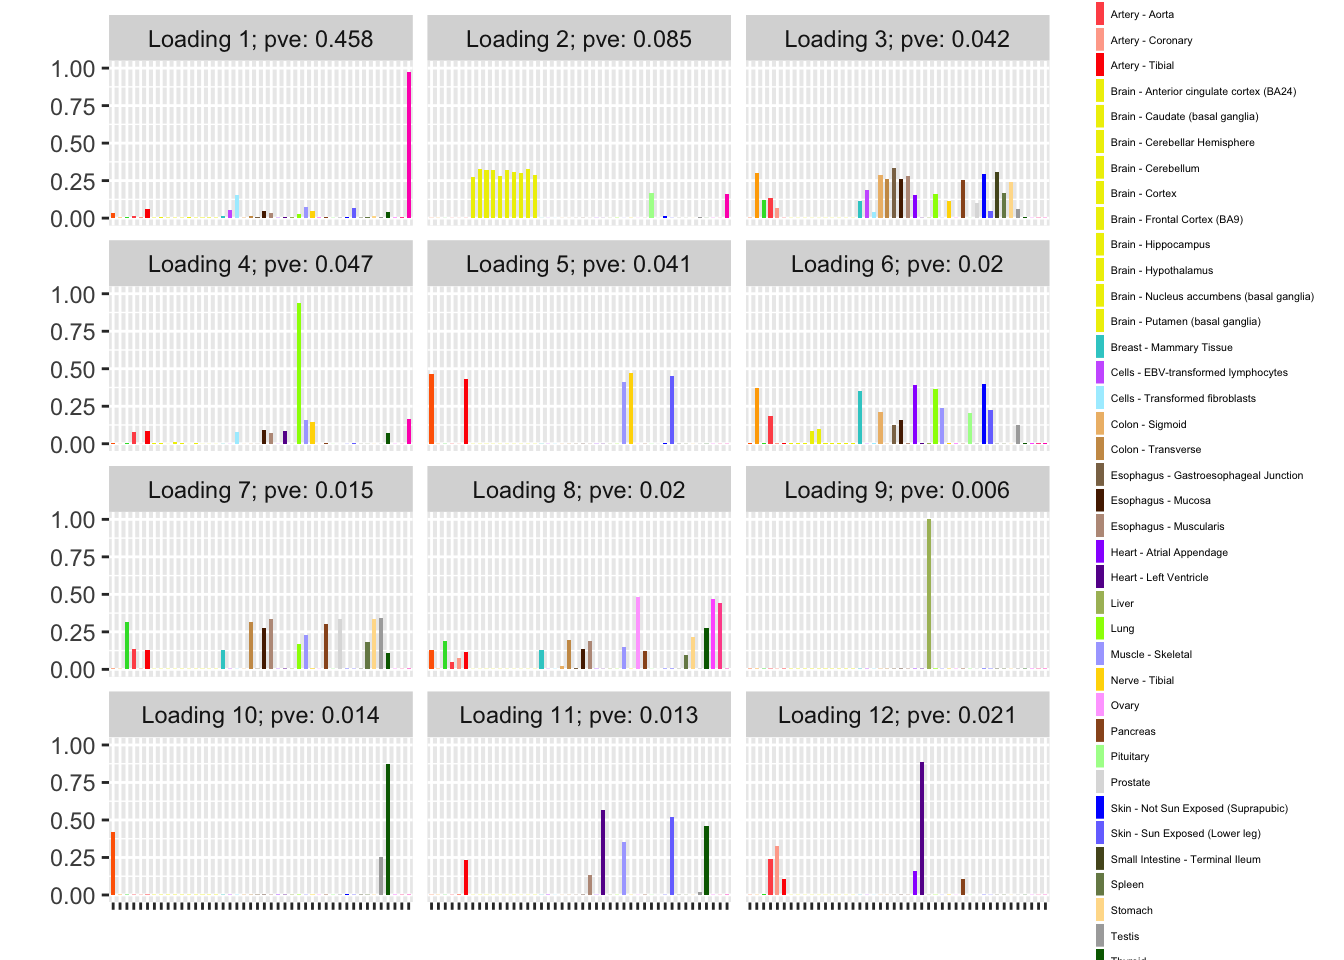 Loading 1; pve: 0.458
Loading 2; pve: 0.085
Loading 3; pve: 0.042
1.00
0.75
0.50
0.25
0.00
Loading 4; pve: 0.047
Loading 5; pve: 0.041
Loading 6; pve: 0.02
1.00
0.75
0.50
0.25
0.00
Loading 7; pve: 0.015
Loading 8; pve: 0.02
Loading 9; pve: 0.006
1.00
0.75
0.50
0.25
0.00
Loading 10; pve: 0.014
Loading 11; pve: 0.013
Loading 12; pve: 0.021
1.00
0.75
0.50
0.25
0.00
Artery - Aorta
Artery - Coronary
Artery - Tibial
Brain - Anterior cingulate cortex (BA24)
Brain - Caudate (basal ganglia)
Brain - Cerebellar Hemisphere
Brain - Cerebellum
Brain - Cortex
Brain - Frontal Cortex (BA9)
Brain - Hippocampus
Brain - Hypothalamus
Brain - Nucleus accumbens (basal ganglia)
Brain - Putamen (basal ganglia)
Breast - Mammary Tissue
Cells - EBV-transformed lymphocytes
Cells - Transformed fibroblasts
Colon - Sigmoid
Colon - Transverse
Esophagus - Gastroesophageal Junction
Esophagus - Mucosa
Esophagus - Muscularis
Heart - Atrial Appendage
Heart - Left Ventricle
Liver
Lung
Muscle - Skeletal
Nerve - Tibial
Ovary
Pancreas
Pituitary
Prostate
Skin - Not Sun Exposed (Suprapubic)
Skin - Sun Exposed (Lower leg)
Small Intestine - Terminal Ileum
Spleen
Stomach
Testis